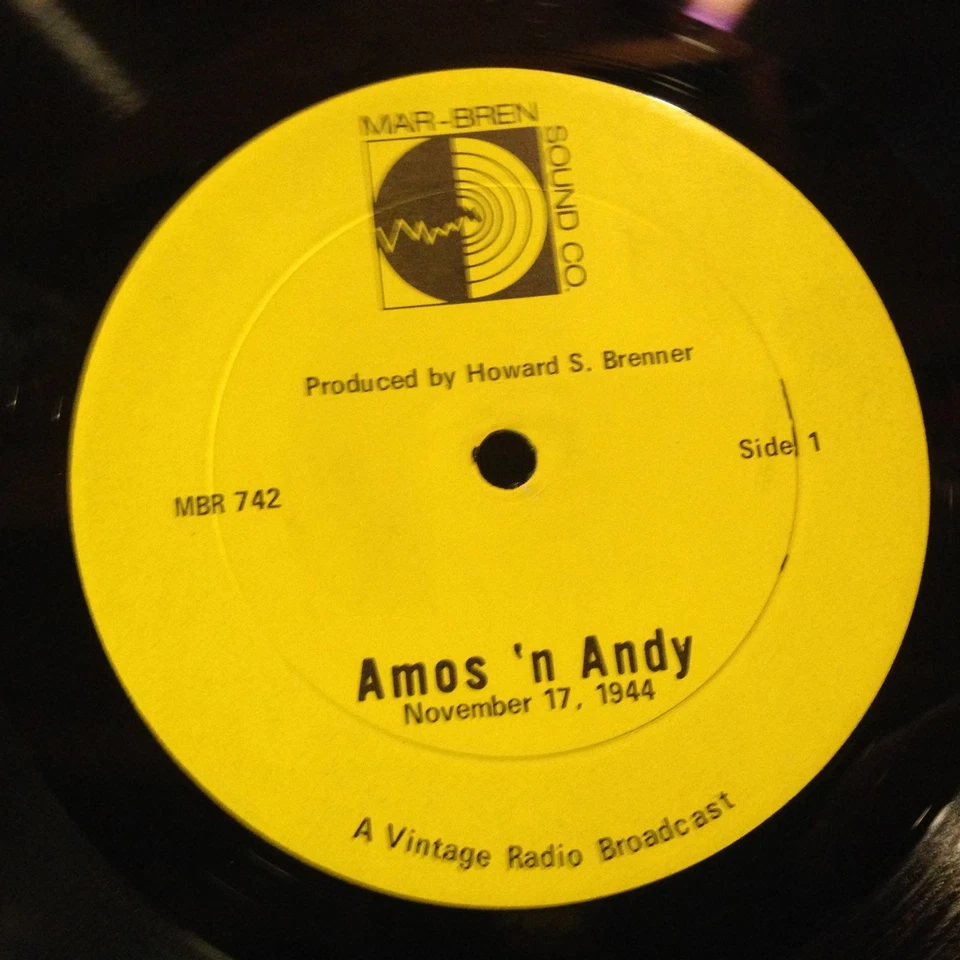 MAR-BREN
SOUND CO.
Produced by Howard S. Brenner
Side 1
MBR 742
Amos 'n Andy
November 17, 1944
A Vintage Radio Broadcast